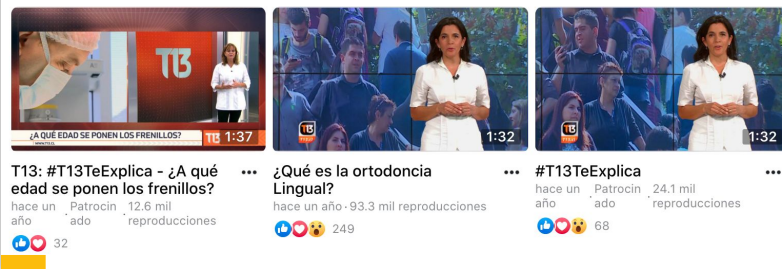 T13
¿A QUÉ EDAD SE PONEN LOS FRENILLOS?
WWW.T13.CL
T13
1:37
T13
1:32
T13
1:32
T13: #T13TeExplica - ¿A qué
edad se ponen los frenillos?
hace un
año
·
Patrocin
ado
·
12.6 mil
reproducciones
32
¿Qué es la ortodoncia
Lingual?
hace un año · 93.3 mil reproducciones
249
#T13TeExplica
hace un
año
·
Patrocin
ado
·
24.1 mil
reproducciones
68